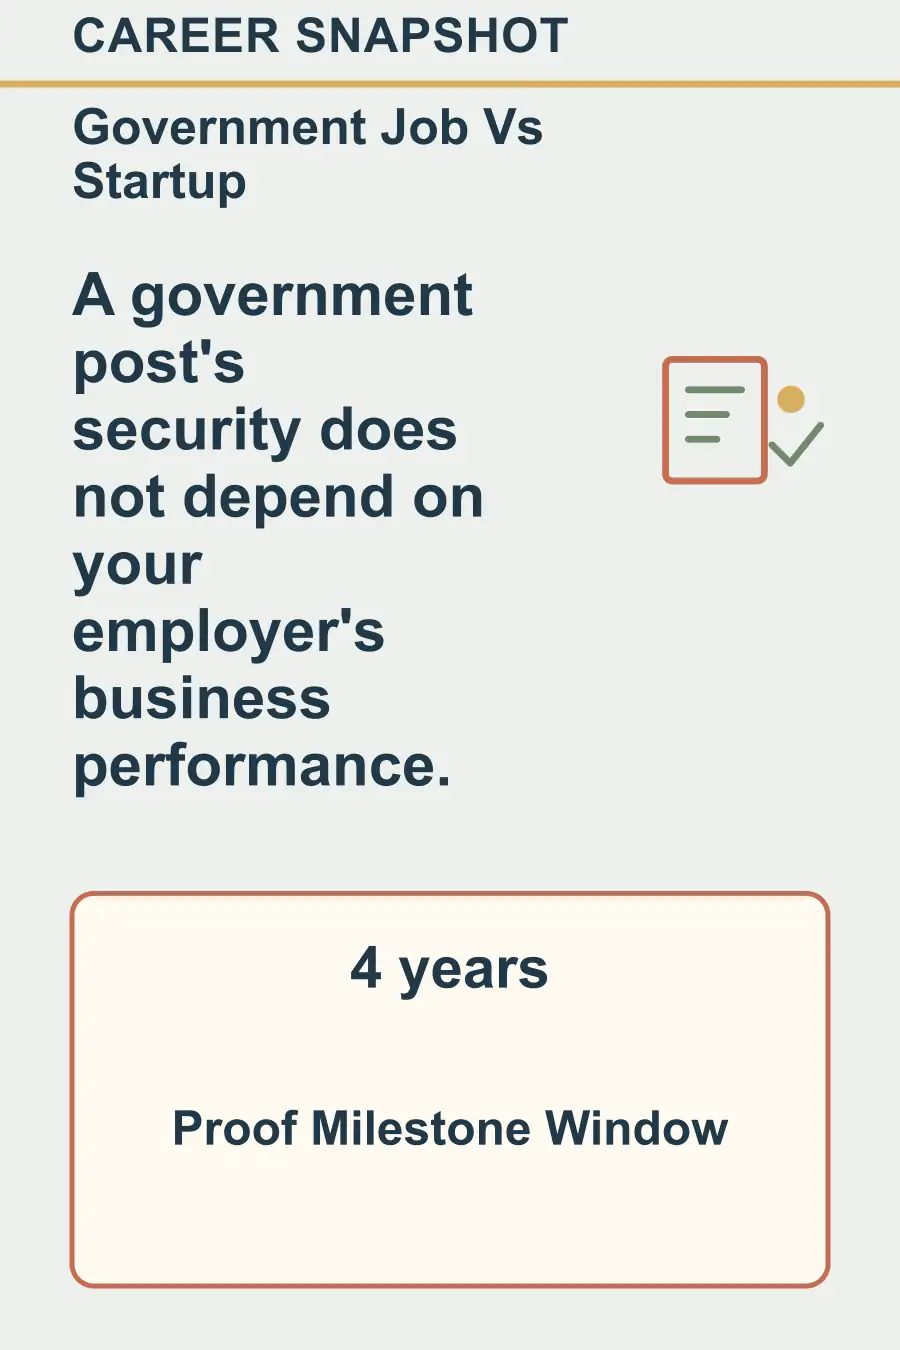 CAREER SNAPSHOT
Government Job Vs
Startup
A government
post's
security does
not depend on
your
employer's
business
performance.
4 years
Proof Milestone Window